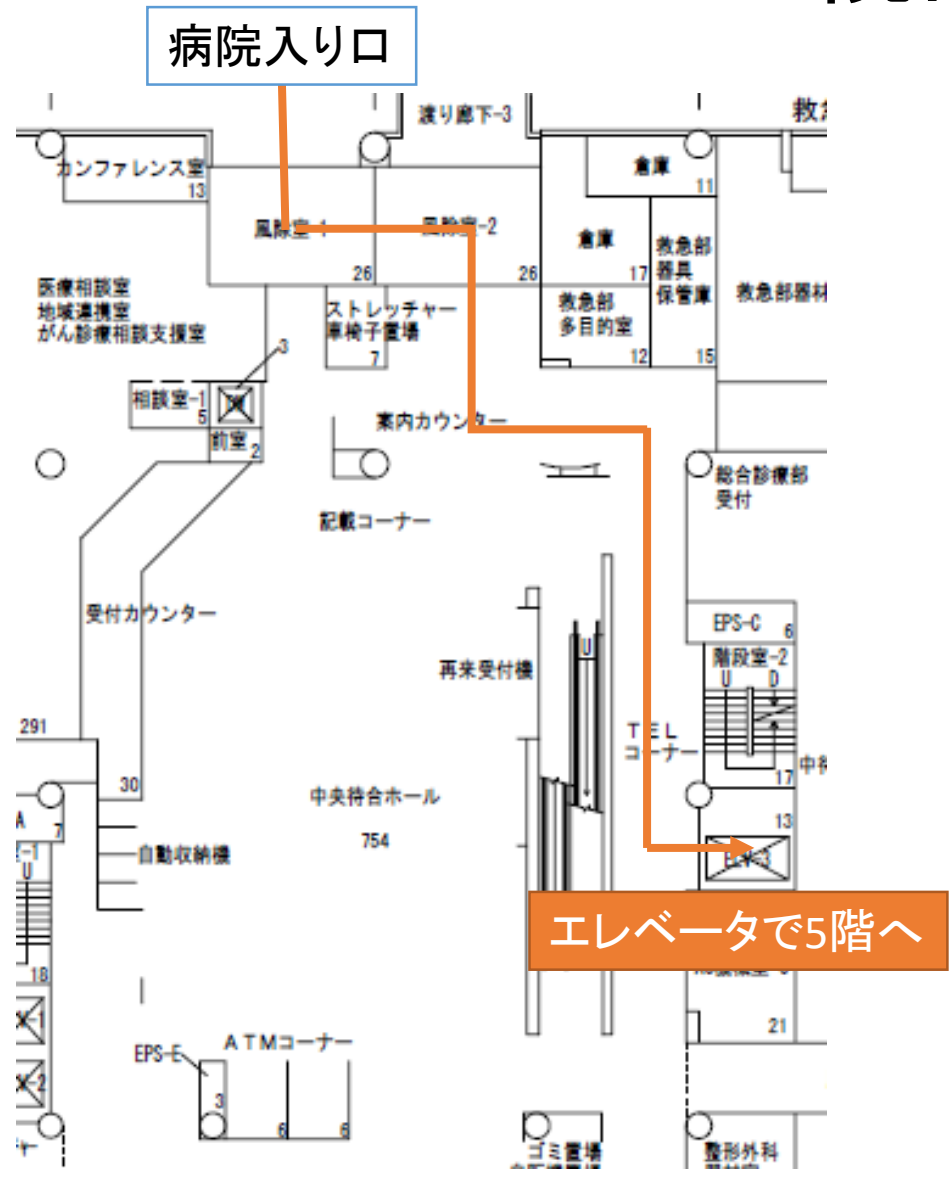 病院入り口
渡り廊下-3
カンファレンス室
13
倉庫
11
風除室-1
26
風除室-2
26
倉庫
17
救急部
器具
保管庫
15
救急部器材
医療相談室
地域連携室
がん診療相談支援室
ストレッチャー
車椅子置場
7
救急部
多目的室
12
3
相談室-1
5
前室
2
案内カウンター
総合診療部
受付
記載コーナー
受付カウンター
EPS-C
6
階段室-2
U
D
17
再来受付機
U
TEL
コーナー
291
30
中央待合ホール
754
13
ELV-3
A
7
自動収納機
U
エレベータで5階へ
18
21
ATMコーナー
EPS-E
3
6
6
ゴミ置場
整形外科